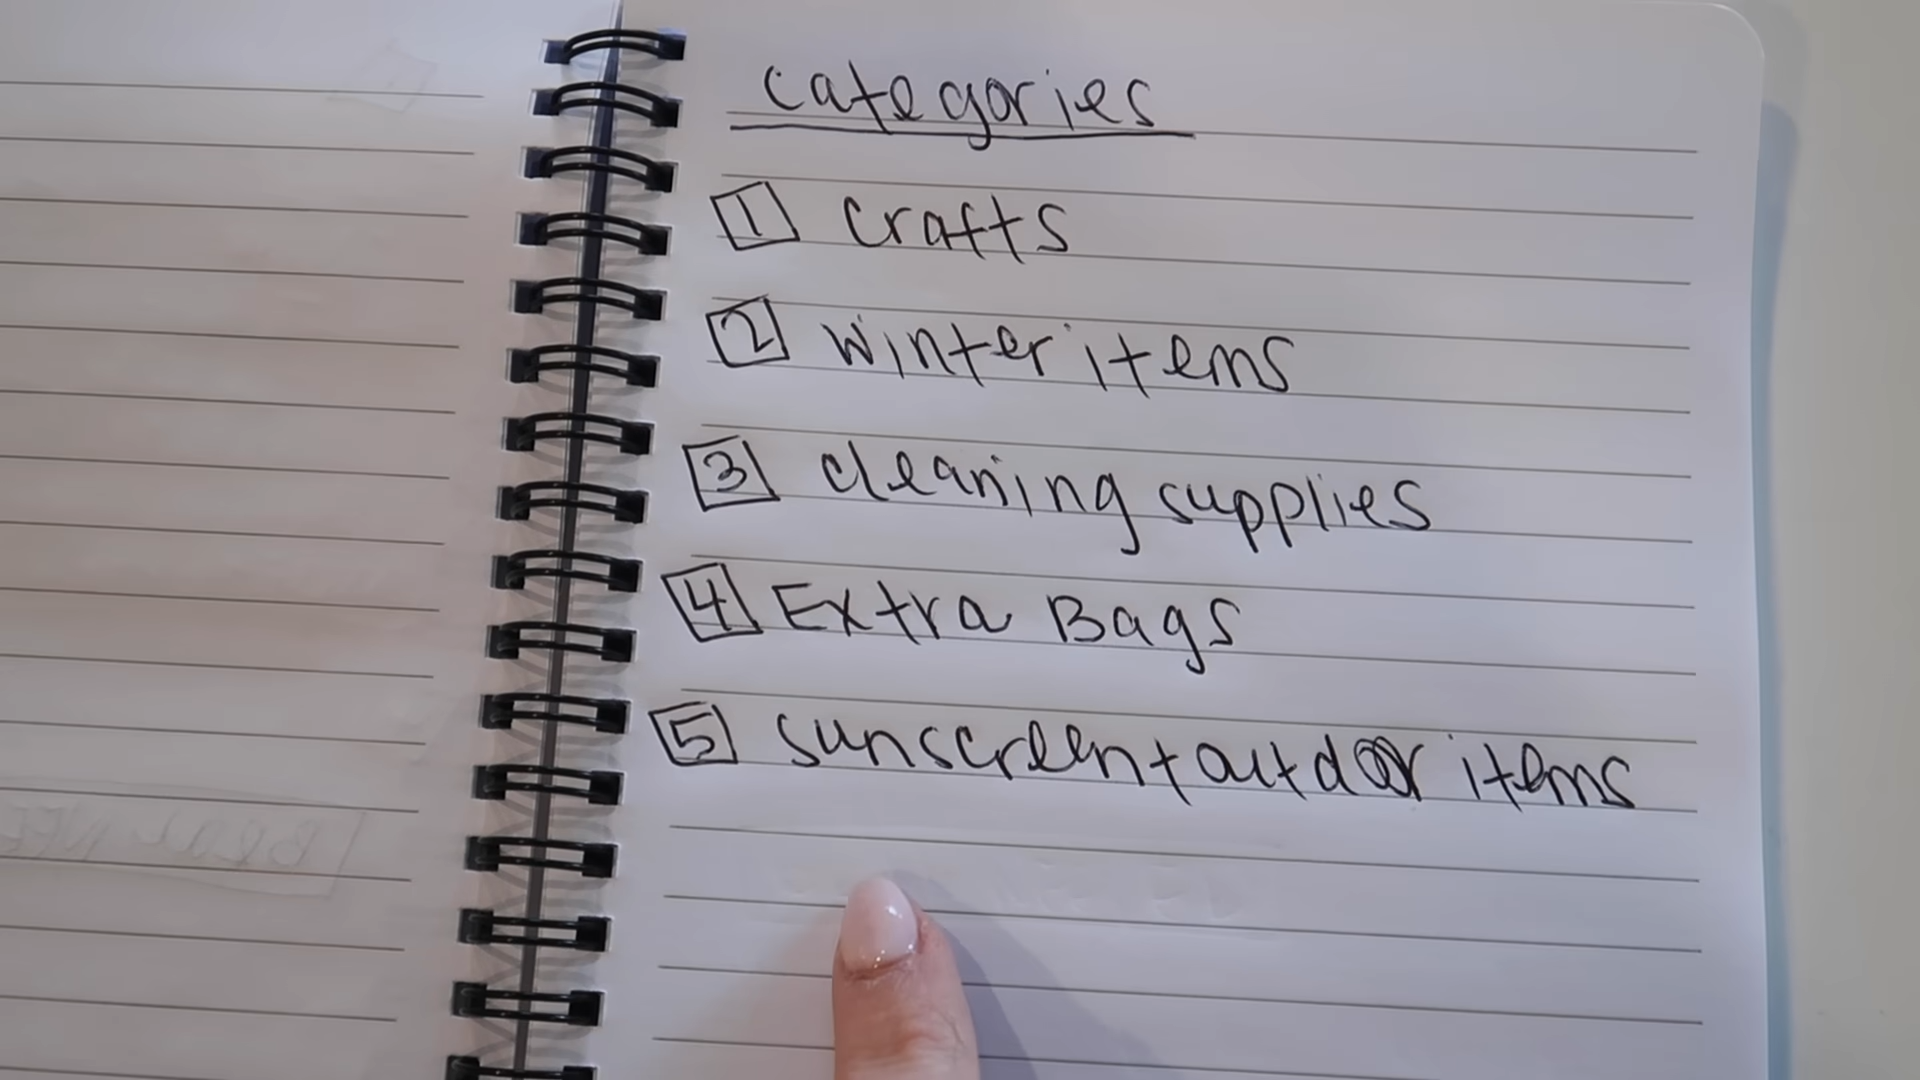 categories
1 crafts
2 winter items
3 cleaning supplies
4 Extra Bags
5 sunscreen + outdoor items